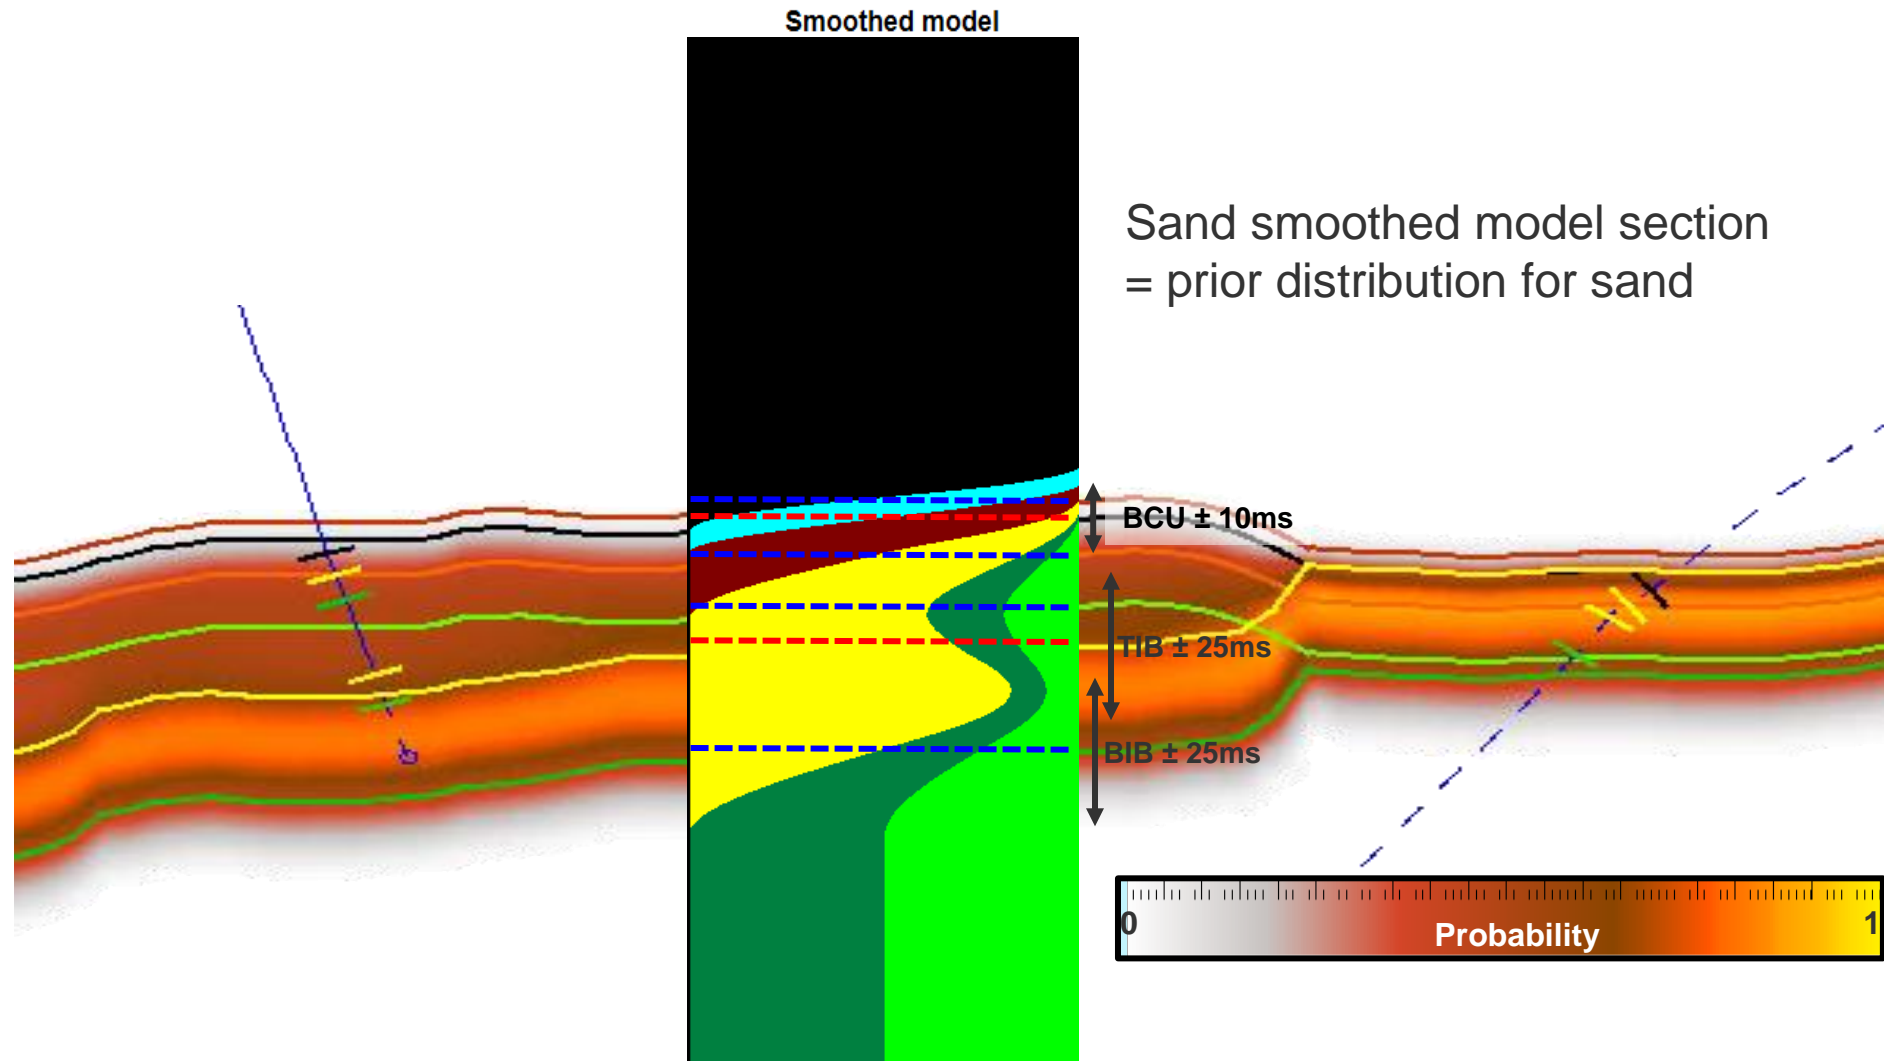 Smoothed model
Sand smoothed model section
= prior distribution for sand
BCU ± 10ms
TIB ± 25ms
BIB ± 25ms
0
Probability
1